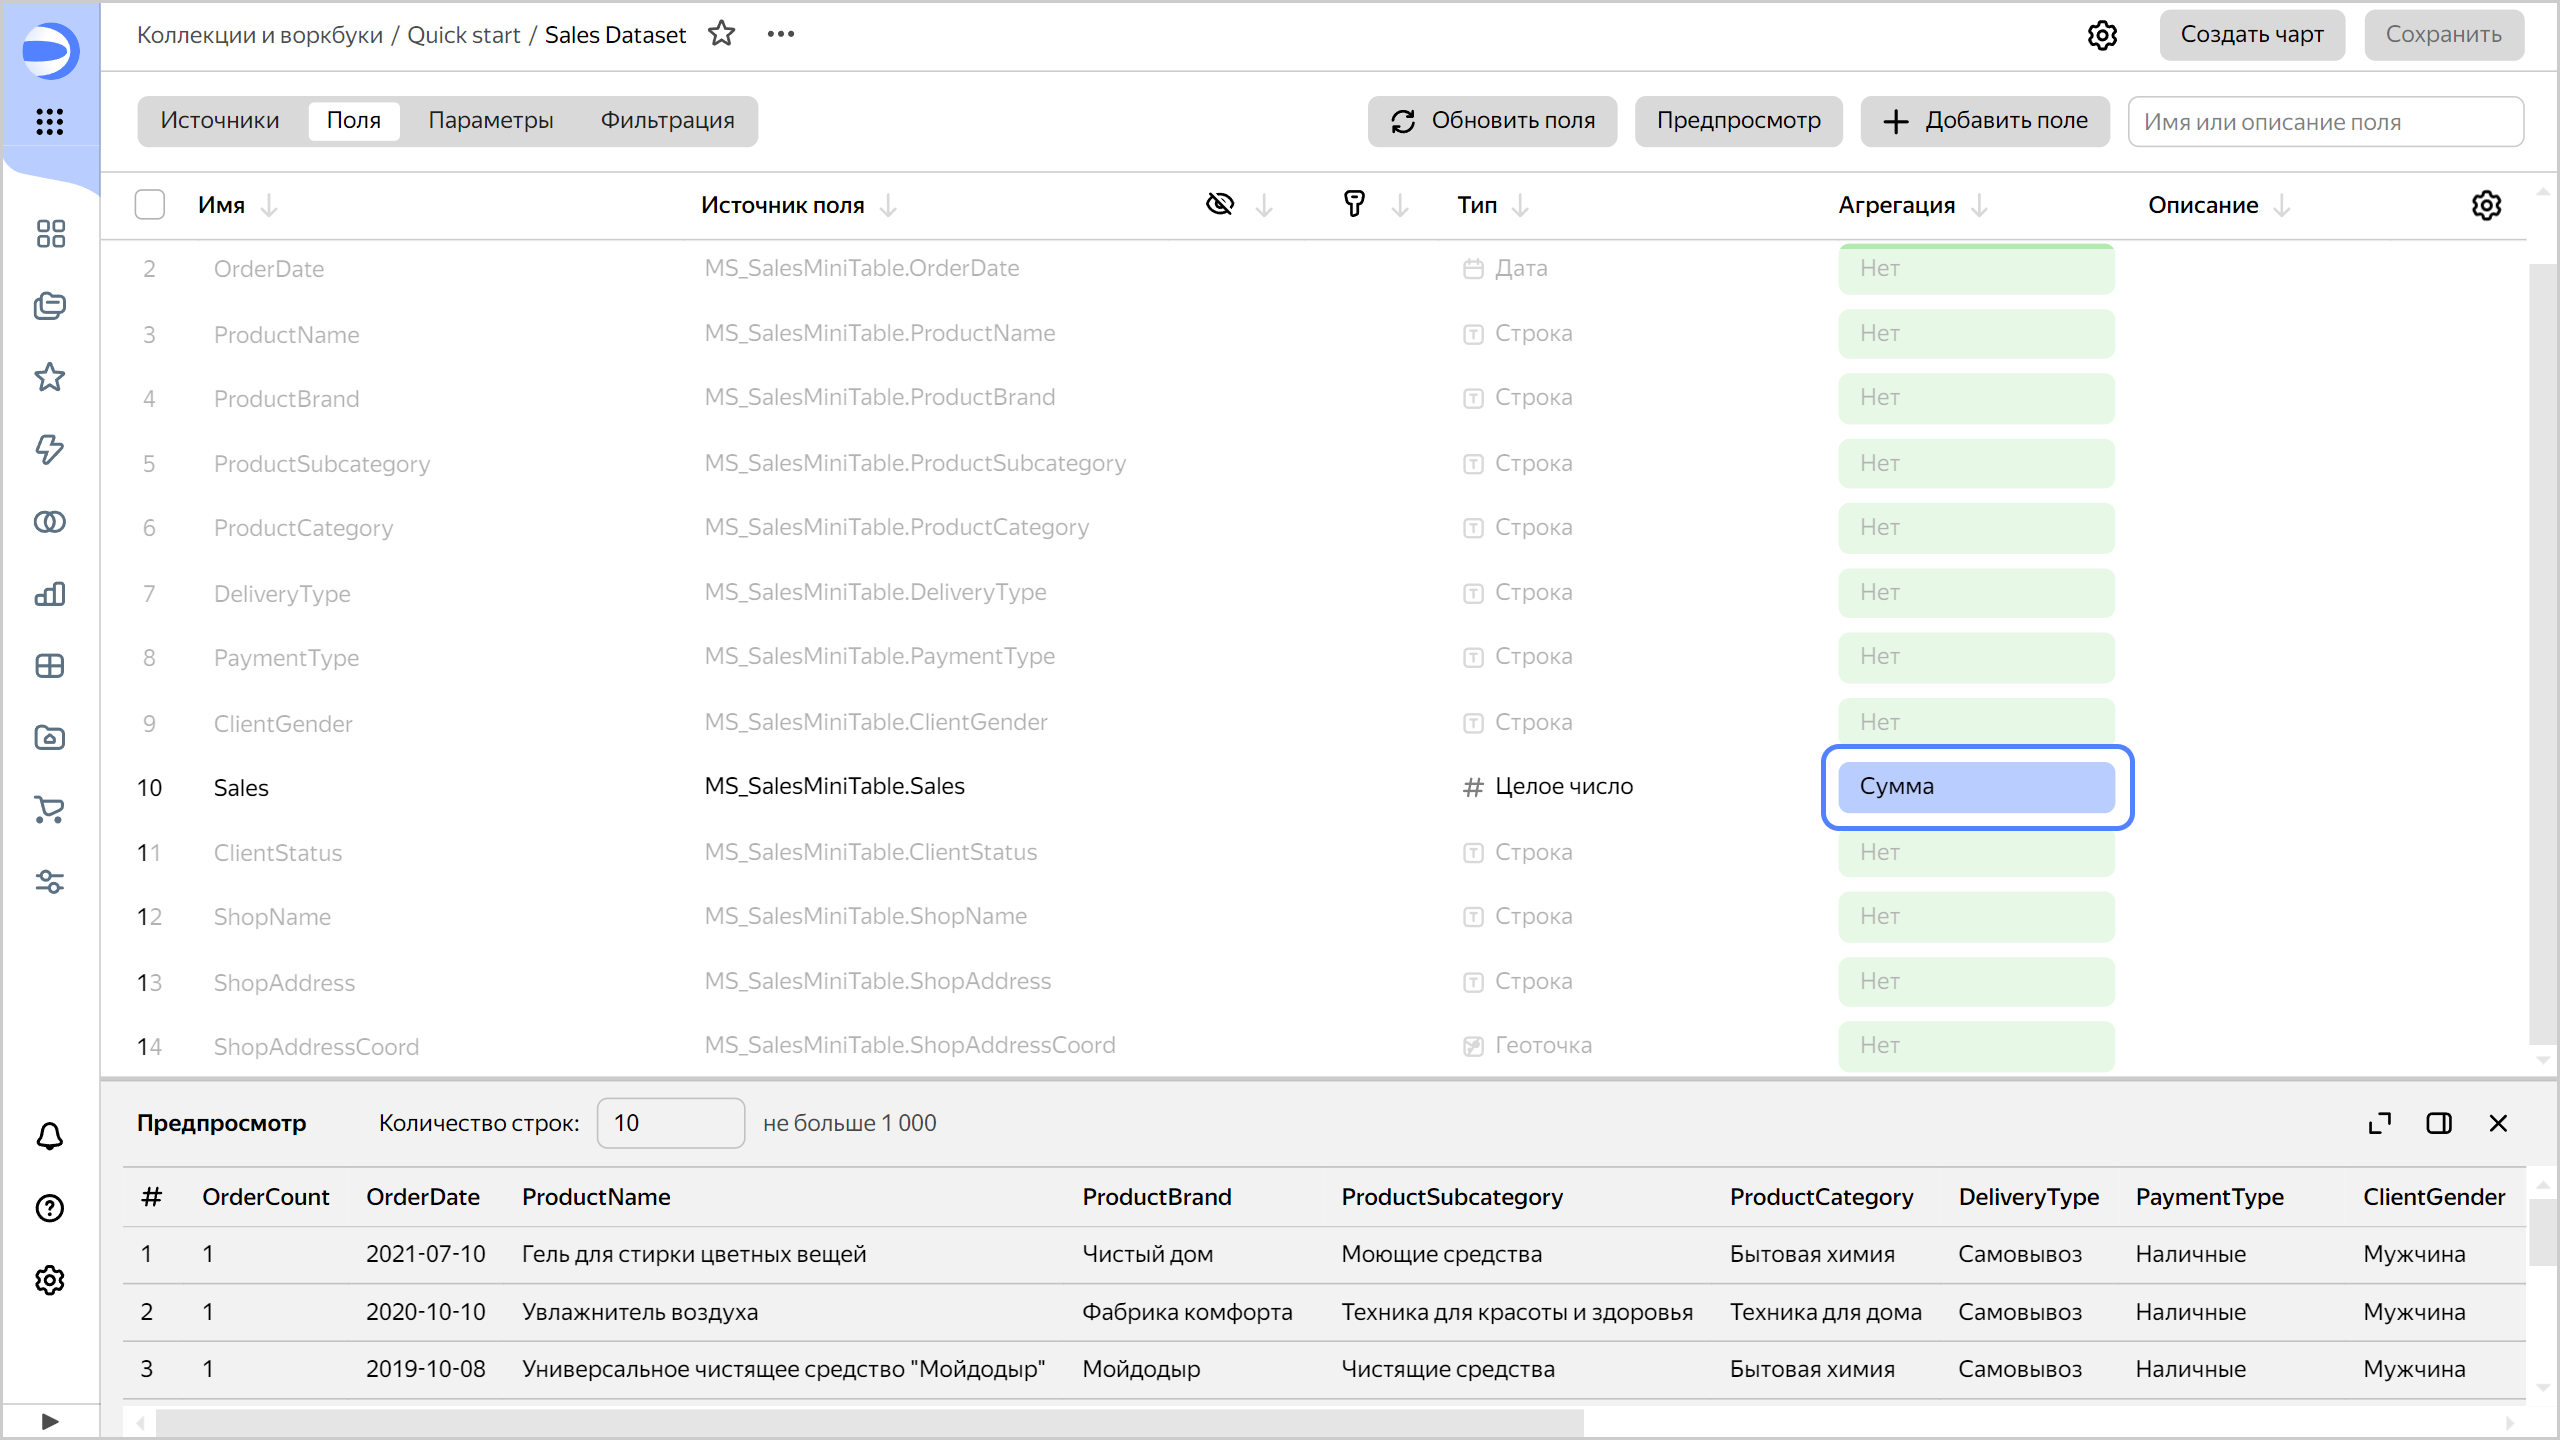 Коллекции и воркбуки / Quick start / Sales Dataset
Создать чарт
Сохранить
Источники Поля Параметры Фильтрация
Обновить поля Предпросмотр Добавить поле Имя или описание поля
Имя Источник поля Тип Агрегация Описание
2 OrderDate MS_SalesMiniTable.OrderDate Дата Нет
3 ProductName MS_SalesMiniTable.ProductName Строка Нет
4 ProductBrand MS_SalesMiniTable.ProductBrand Строка Нет
5 ProductSubcategory MS_SalesMiniTable.ProductSubcategory Строка Нет
6 ProductCategory MS_SalesMiniTable.ProductCategory Строка Нет
7 DeliveryType MS_SalesMiniTable.DeliveryType Строка Нет
8 PaymentType MS_SalesMiniTable.PaymentType Строка Нет
9 ClientGender MS_SalesMiniTable.ClientGender Строка Нет
10 Sales MS_SalesMiniTable.Sales Целое число Сумма
11 ClientStatus MS_SalesMiniTable.ClientStatus Строка Нет
12 ShopName MS_SalesMiniTable.ShopName Строка Нет
13 ShopAddress MS_SalesMiniTable.ShopAddress Строка Нет
14 ShopAddressCoord MS_SalesMiniTable.ShopAddressCoord Геоточка Нет
Предпросмотр Количество строк: 10 не больше 1 000
# OrderCount OrderDate ProductName ProductBrand ProductSubcategory ProductCategory DeliveryType PaymentType ClientGender
1 1 2021-07-10 Гель для стирки цветных вещей Чистый дом Моющие средства Бытовая химия Самовывоз Наличные Мужчина
2 1 2020-10-10 Увлажнитель воздуха Фабрика комфорта Техника для красоты и здоровья Техника для дома Самовывоз Наличные Мужчина
3 1 2019-10-08 Универсальное чистящее средство "Мойдодыр" Мойдодыр Чистящие средства Бытовая химия Самовывоз Наличные Мужчина